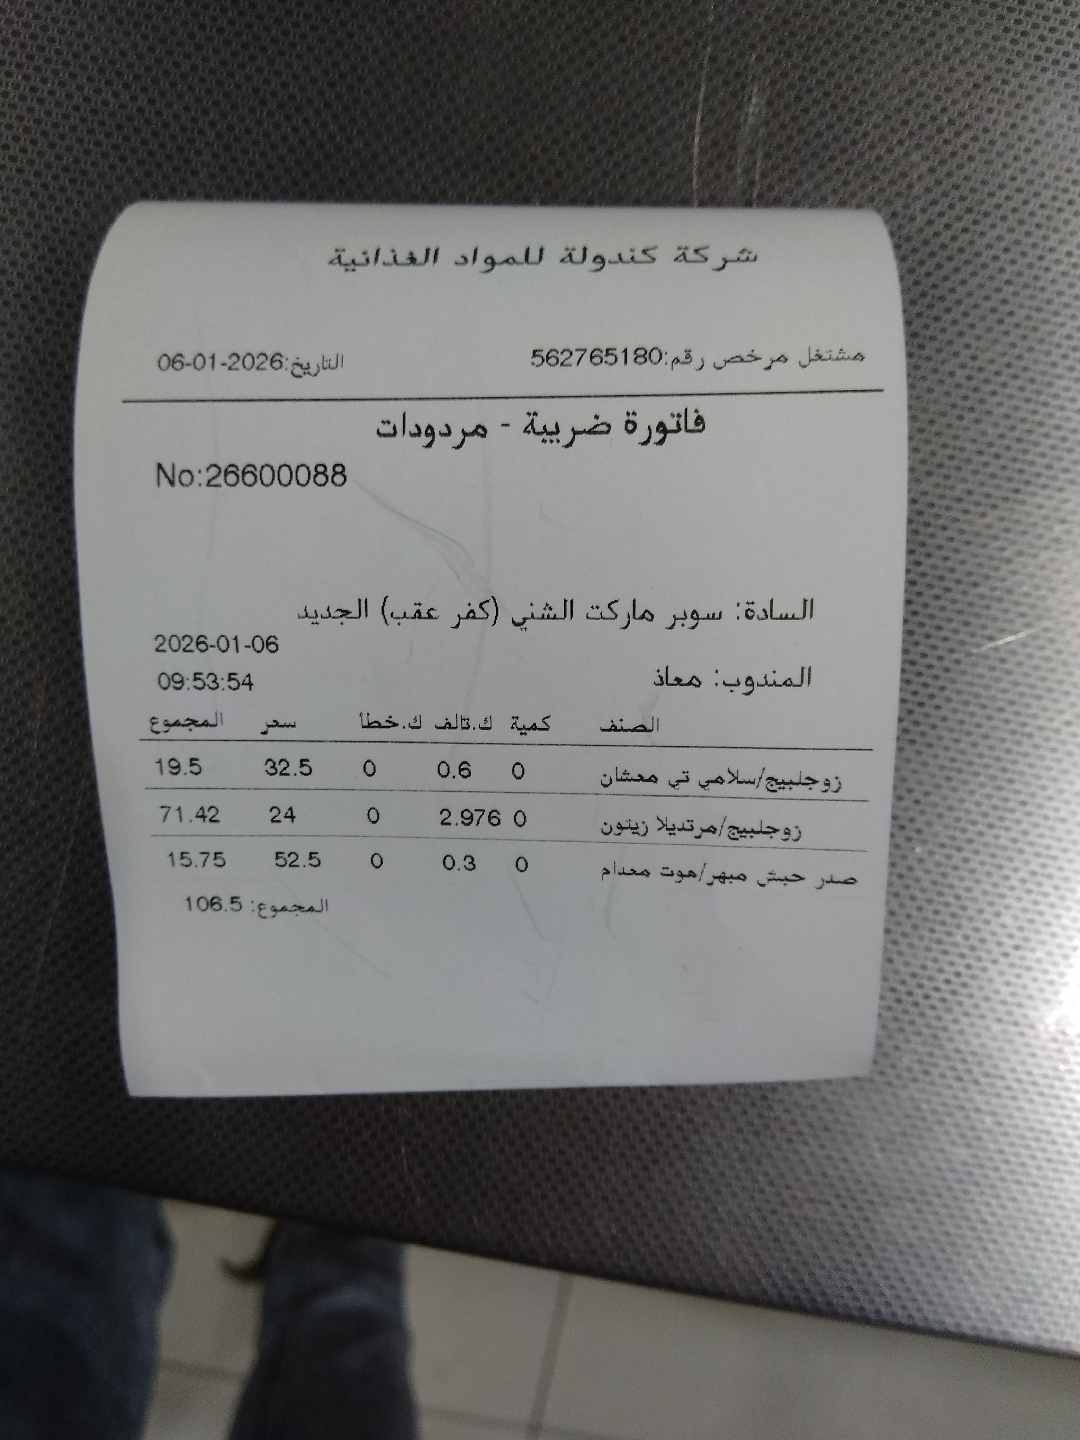 شركة كندولة للمواد الغذائية
مشتغل مرخص رقم:562765180 التاريخ:2026-01-06
فاتورة ضريبة - مردودات
No:26600088
السادة: سوبر ماركت الشني (كفر عقب) الجديد
2026-01-06
المندوب: معاذ 09:53:54
الصنف كمية ك.تالف ك.خطا سعر المجموع
زوجلبيج/سلامي تي معشان 0 0.6 0 32.5 19.5
زوجلبيج/مرتديلا زيتون 0 2.976 0 24 71.42
صدر حبش مبهر/هوت معدام 0 0.3 0 52.5 15.75
المجموع: 106.5